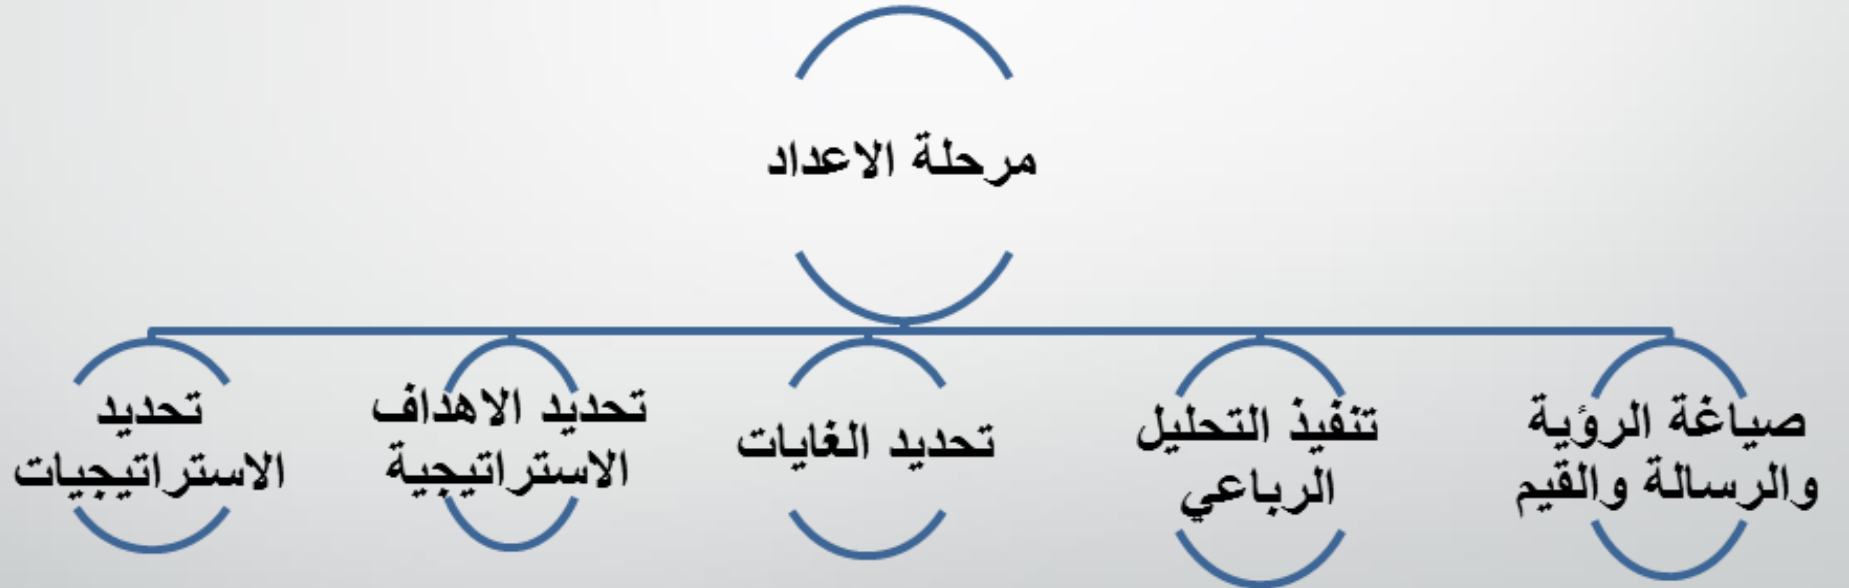 مرحلة الاعداد
صياغة الرؤية
والرسالة والقيم
تنفيذ التحليل
الرباعي
تحديد الغايات
تحديد الاهداف
الاستراتيجية
تحديد
الاستراتيجيات